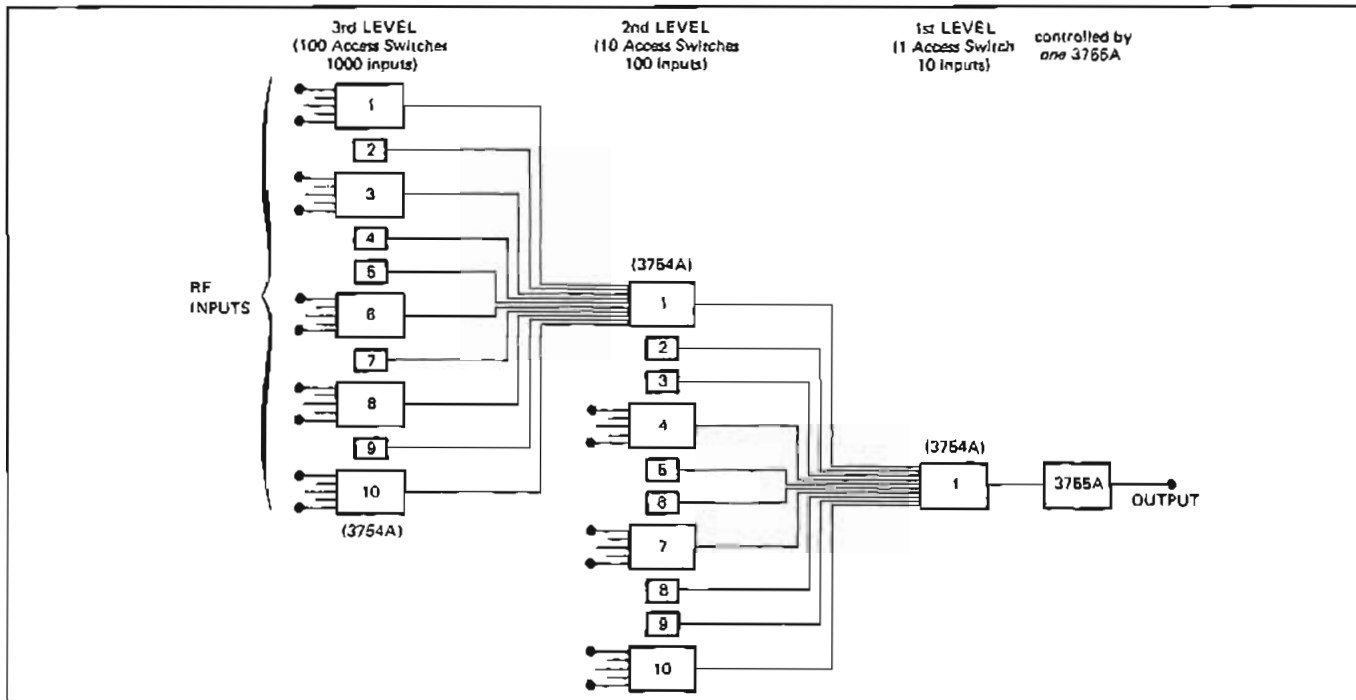 3rd LEVEL
(100 Access Switches
1000 inputs)
2nd LEVEL
(10 Access Switches
100 inputs)
1st LEVEL
(1 Access Switch
10 inputs)
controlled by
one 3755A
RF
INPUTS
1
2
3
4
5
6
7
8
9
10
(3754A)
(3754A)
1
2
3
4
5
6
7
8
9
10
(3754A)
1
3755A
OUTPUT